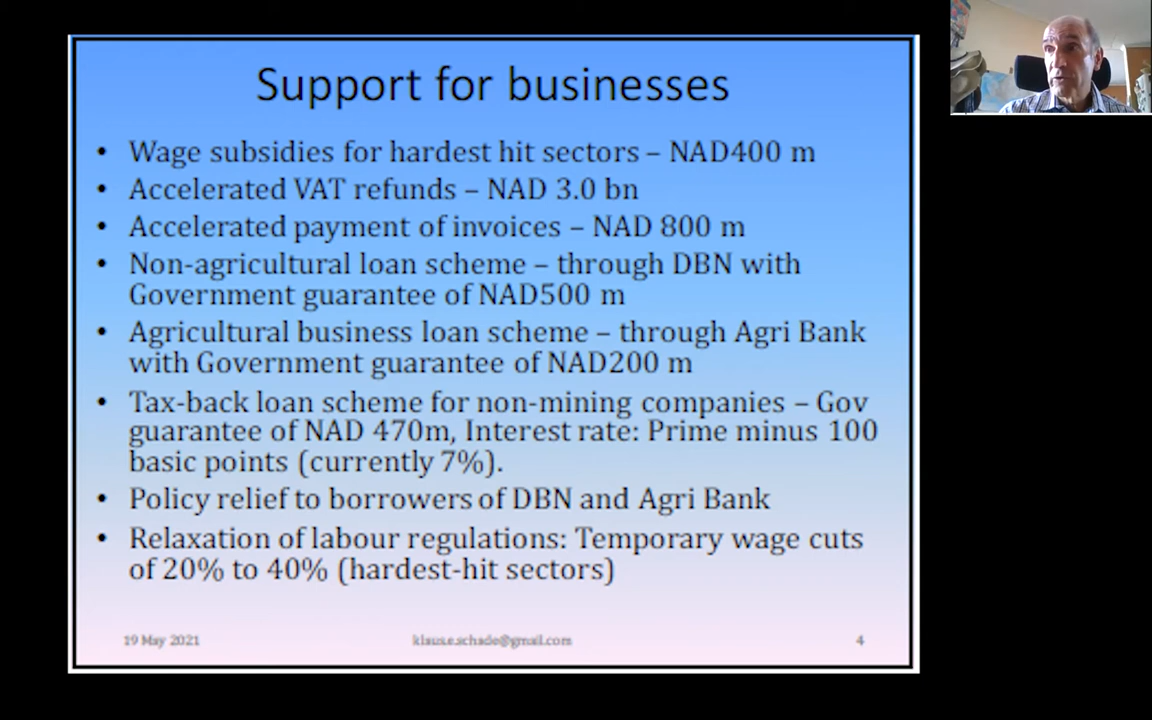 Support for businesses
• Wage subsidies for hardest hit sectors – NAD400 m
• Accelerated VAT refunds – NAD 3.0 bn
• Accelerated payment of invoices – NAD 800 m
• Non-agricultural loan scheme – through DBN with
Government guarantee of NAD500 m
• Agricultural business loan scheme – through Agri Bank
with Government guarantee of NAD200 m
• Tax-back loan scheme for non-mining companies – Gov
guarantee of NAD 470m, Interest rate: Prime minus 100
basic points (currently 7%).
• Policy relief to borrowers of DBN and Agri Bank
• Relaxation of labour regulations: Temporary wage cuts
of 20% to 40% (hardest-hit sectors)
19 May 2021
klaus.e.schade@gmail.com
4